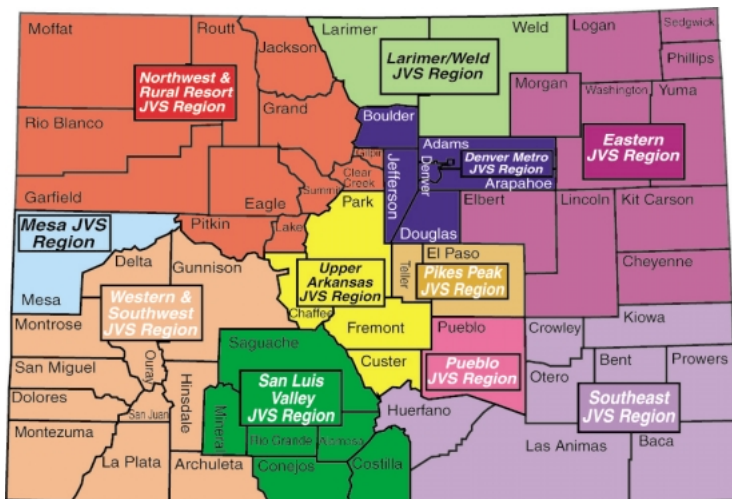 Moffat
Routt
Jackson
Larimer
Weld
Logan
Sedgwick
Phillips
Northwest &
Rural Resort
JVS Region
Larimer/Weld
JVS Region
Morgan
Washington
Yuma
Rio Blanco
Grand
Boulder
Eastern
JVS Region
Adams
Denver Metro
JVS Region
Arapahoe
Gilpin
Clear
Creek
Jefferson
Denver
Garfield
Eagle
Summit
Park
Douglas
Elbert
Lincoln
Kit Carson
Mesa JVS
Region
Pitkin
Lake
Delta
Gunnison
Upper
Arkansas
JVS Region
Teller
El Paso
Pikes Peak
JVS Region
Cheyenne
Mesa
Western &
Southwest
JVS Region
Chaffee
Montrose
Fremont
Pueblo
Crowley
Kiowa
Saguache
San Miguel
Ouray
Hinsdale
Custer
Pueblo
JVS Region
Otero
Bent
Prowers
Dolores
San Juan
Mineral
San Luis
Valley
JVS Region
Huerfano
Southeast
JVS Region
Montezuma
La Plata
Archuleta
Rio Grande
Alamosa
Conejos
Costilla
Las Animas
Baca